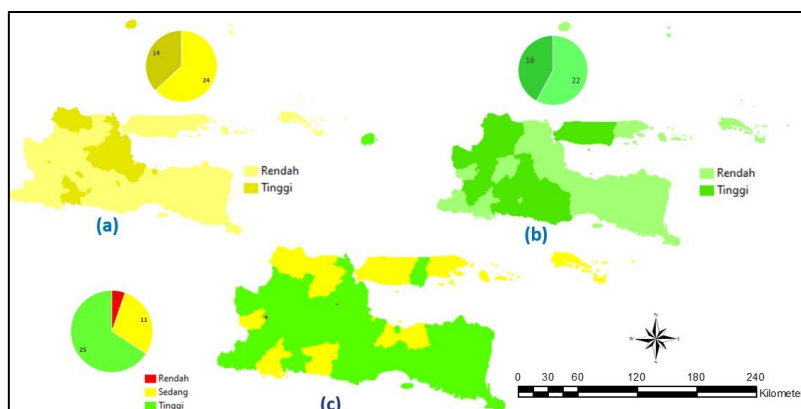 14
24
Rendah
Tinggi
(a)
16
22
Rendah
Tinggi
(b)
25
11
Rendah
Sedang
Tinggi
(c)
N
W
E
S
0 30 60 120 180 240
Kilomete